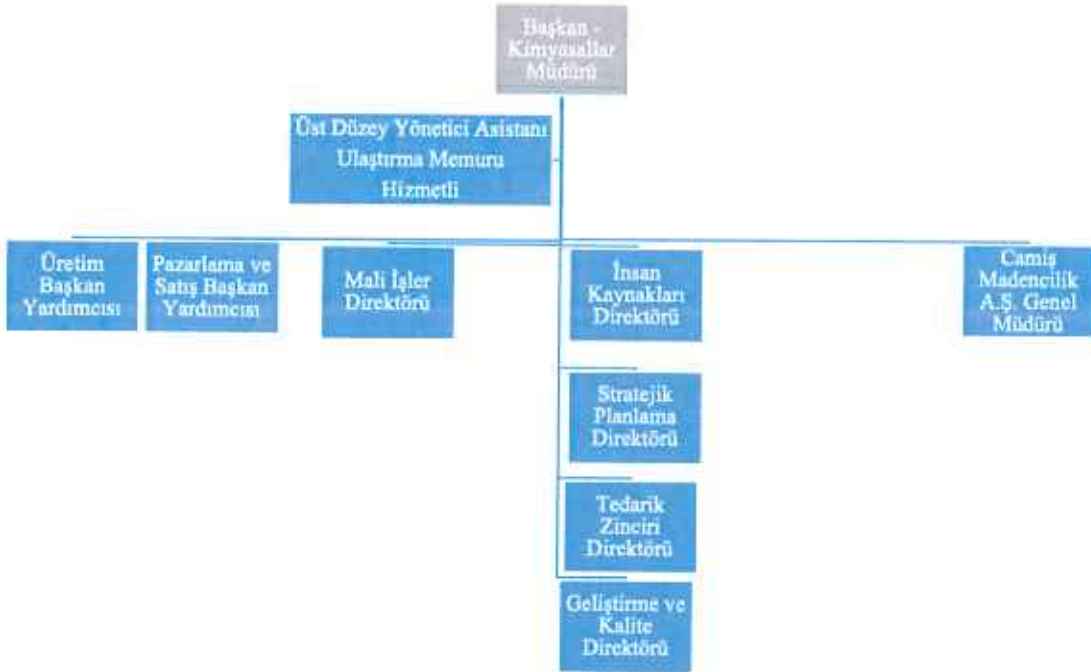 Başkan -
Kimyasallar
Müdürü
Üst Düzey Yönetici Asistanı
Ulaştırma Memuru
Hizmetli
Üretim
Başkan
Yardımcısı
Pazarlama ve
Satış Başkan
Yardımcısı
Mali İşler
Direktörü
İnsan
Kaynakları
Direktörü
Camiş
Madencilik
A.Ş. Genel
Müdürü
Stratejik
Planlama
Direktörü
Tedarik
Zinciri
Direktörü
Geliştirme ve
Kalite
Direktörü